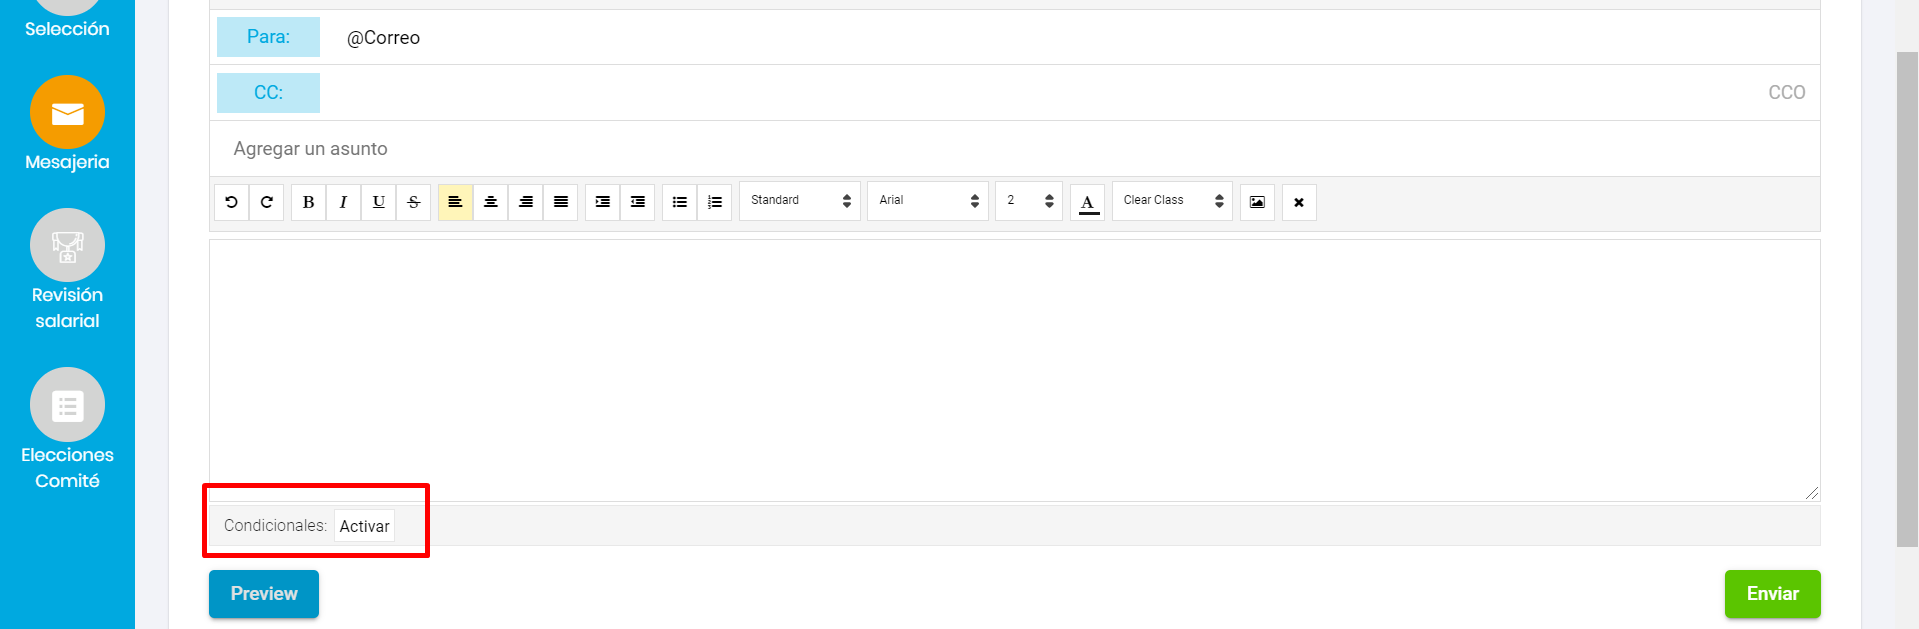 Selección
Mesajeria
Revisión
salarial
Elecciones
Comité
Para: @Correo
CC: CCO
Agregar un asunto
B I U S Standard Arial 2 A Clear Class
Condicionales: Activar
Preview Enviar